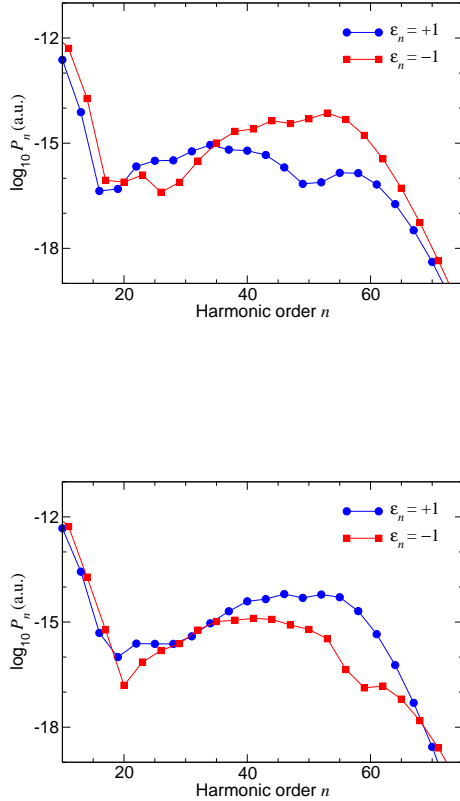 -12
-15
-18
log10 Pn (a.u.)
εn = +1
εn = −1
20
40
60
Harmonic order n
-12
-15
-18
log10 Pn (a.u.)
εn = +1
εn = −1
20
40
60
Harmonic order n